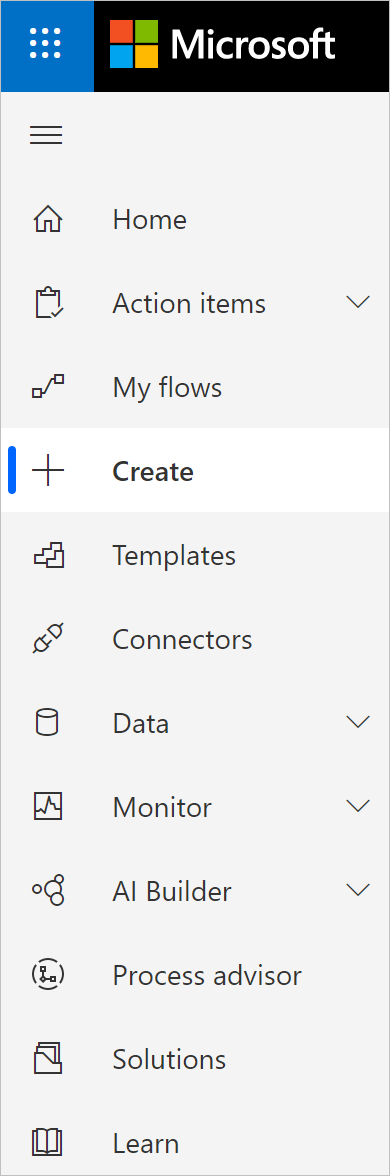 Microsoft
Home
Action items
My flows
Create
Templates
Connectors
Data
Monitor
AI Builder
Process advisor
Solutions
Learn